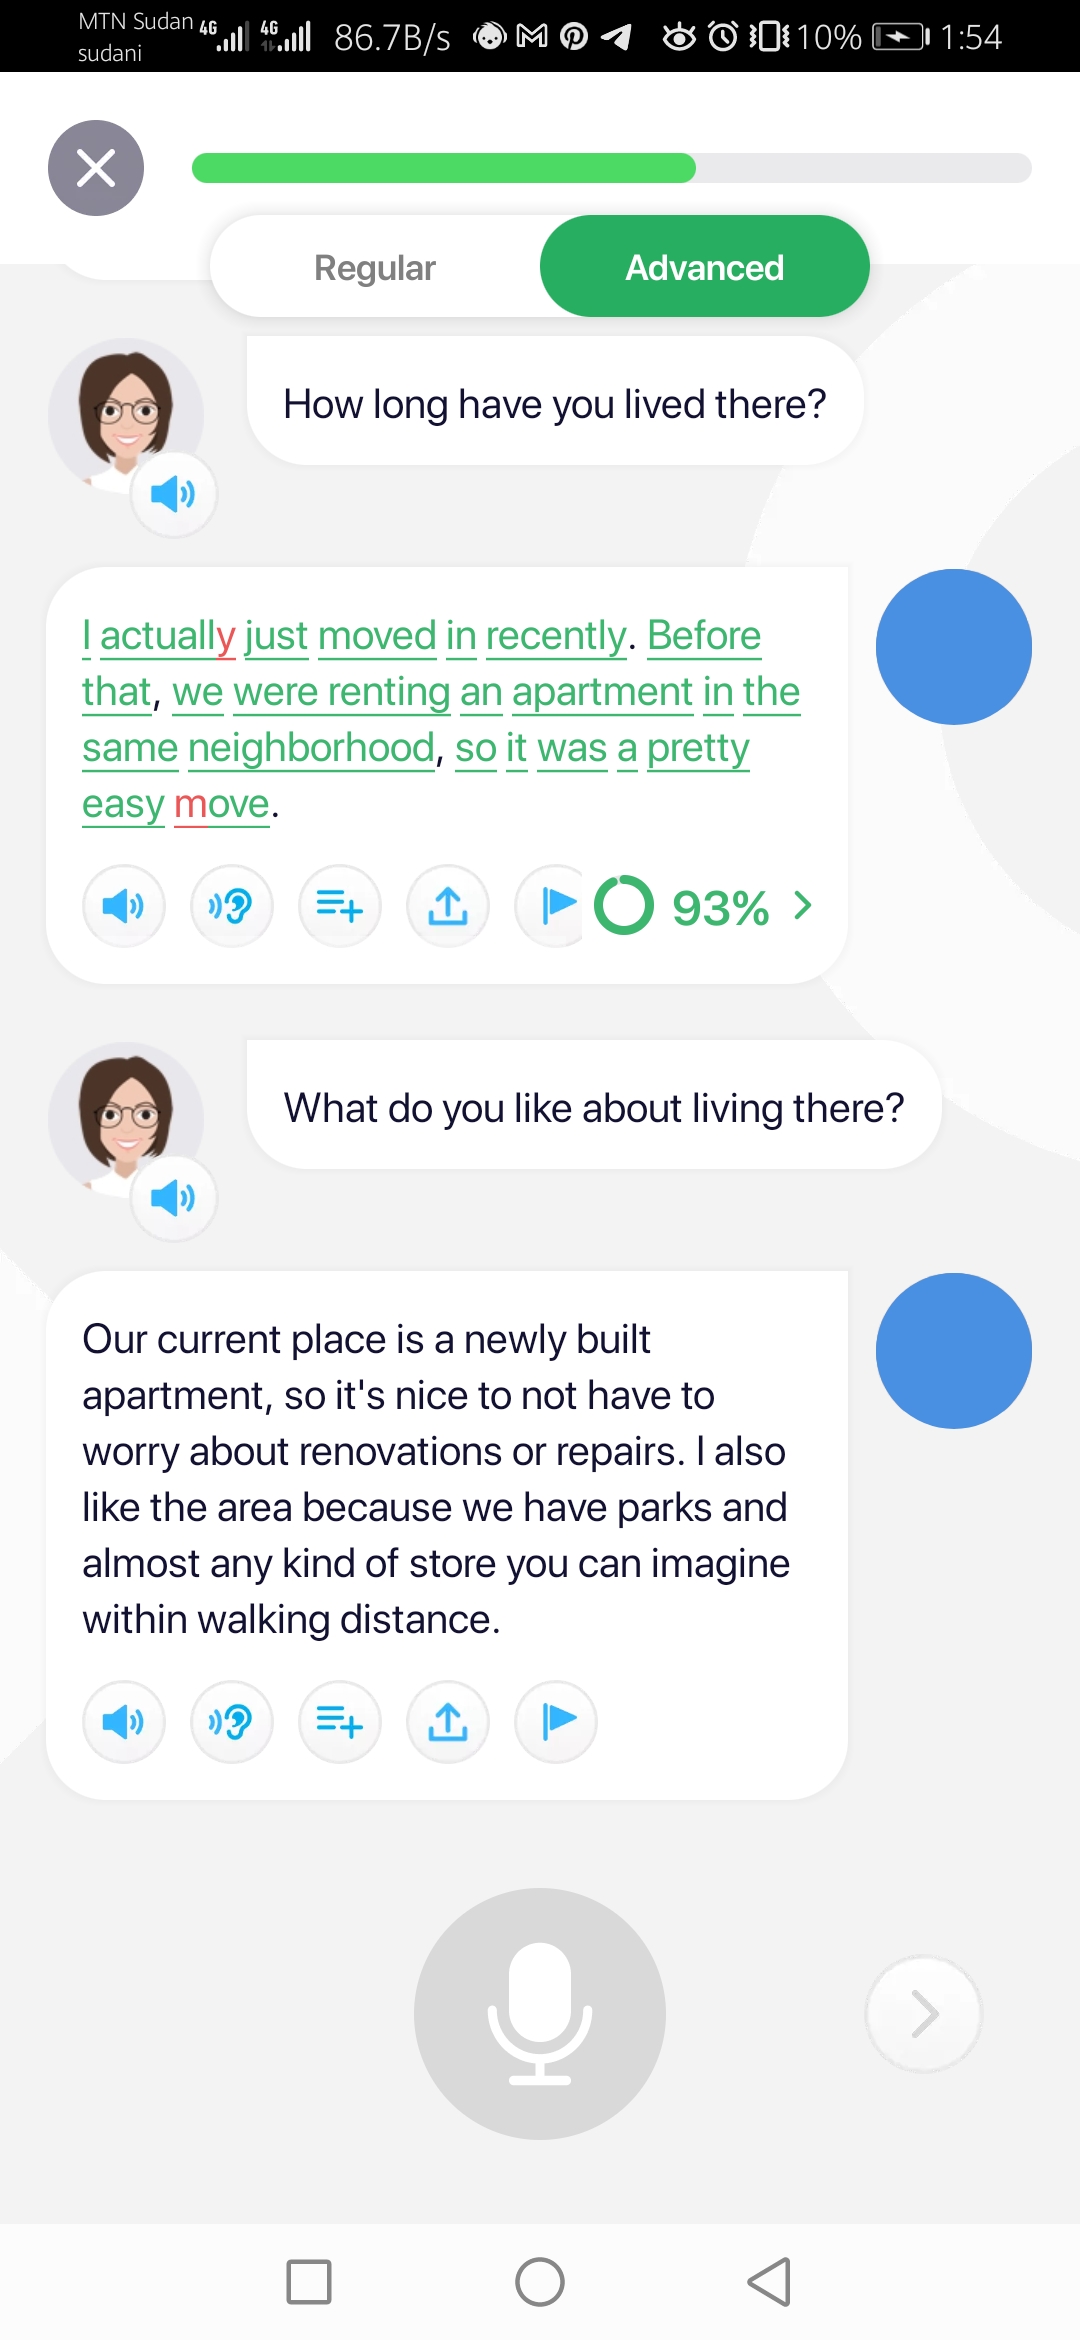 MTN Sudan 4G 4G 86.7B/s 10% 1:54
sudani
Regular Advanced
How long have you lived there?
I actually just moved in recently. Before
that, we were renting an apartment in the
same neighborhood, so it was a pretty
easy move.
93%
What do you like about living there?
Our current place is a newly built
apartment, so it's nice to not have to
worry about renovations or repairs. I also
like the area because we have parks and
almost any kind of store you can imagine
within walking distance.